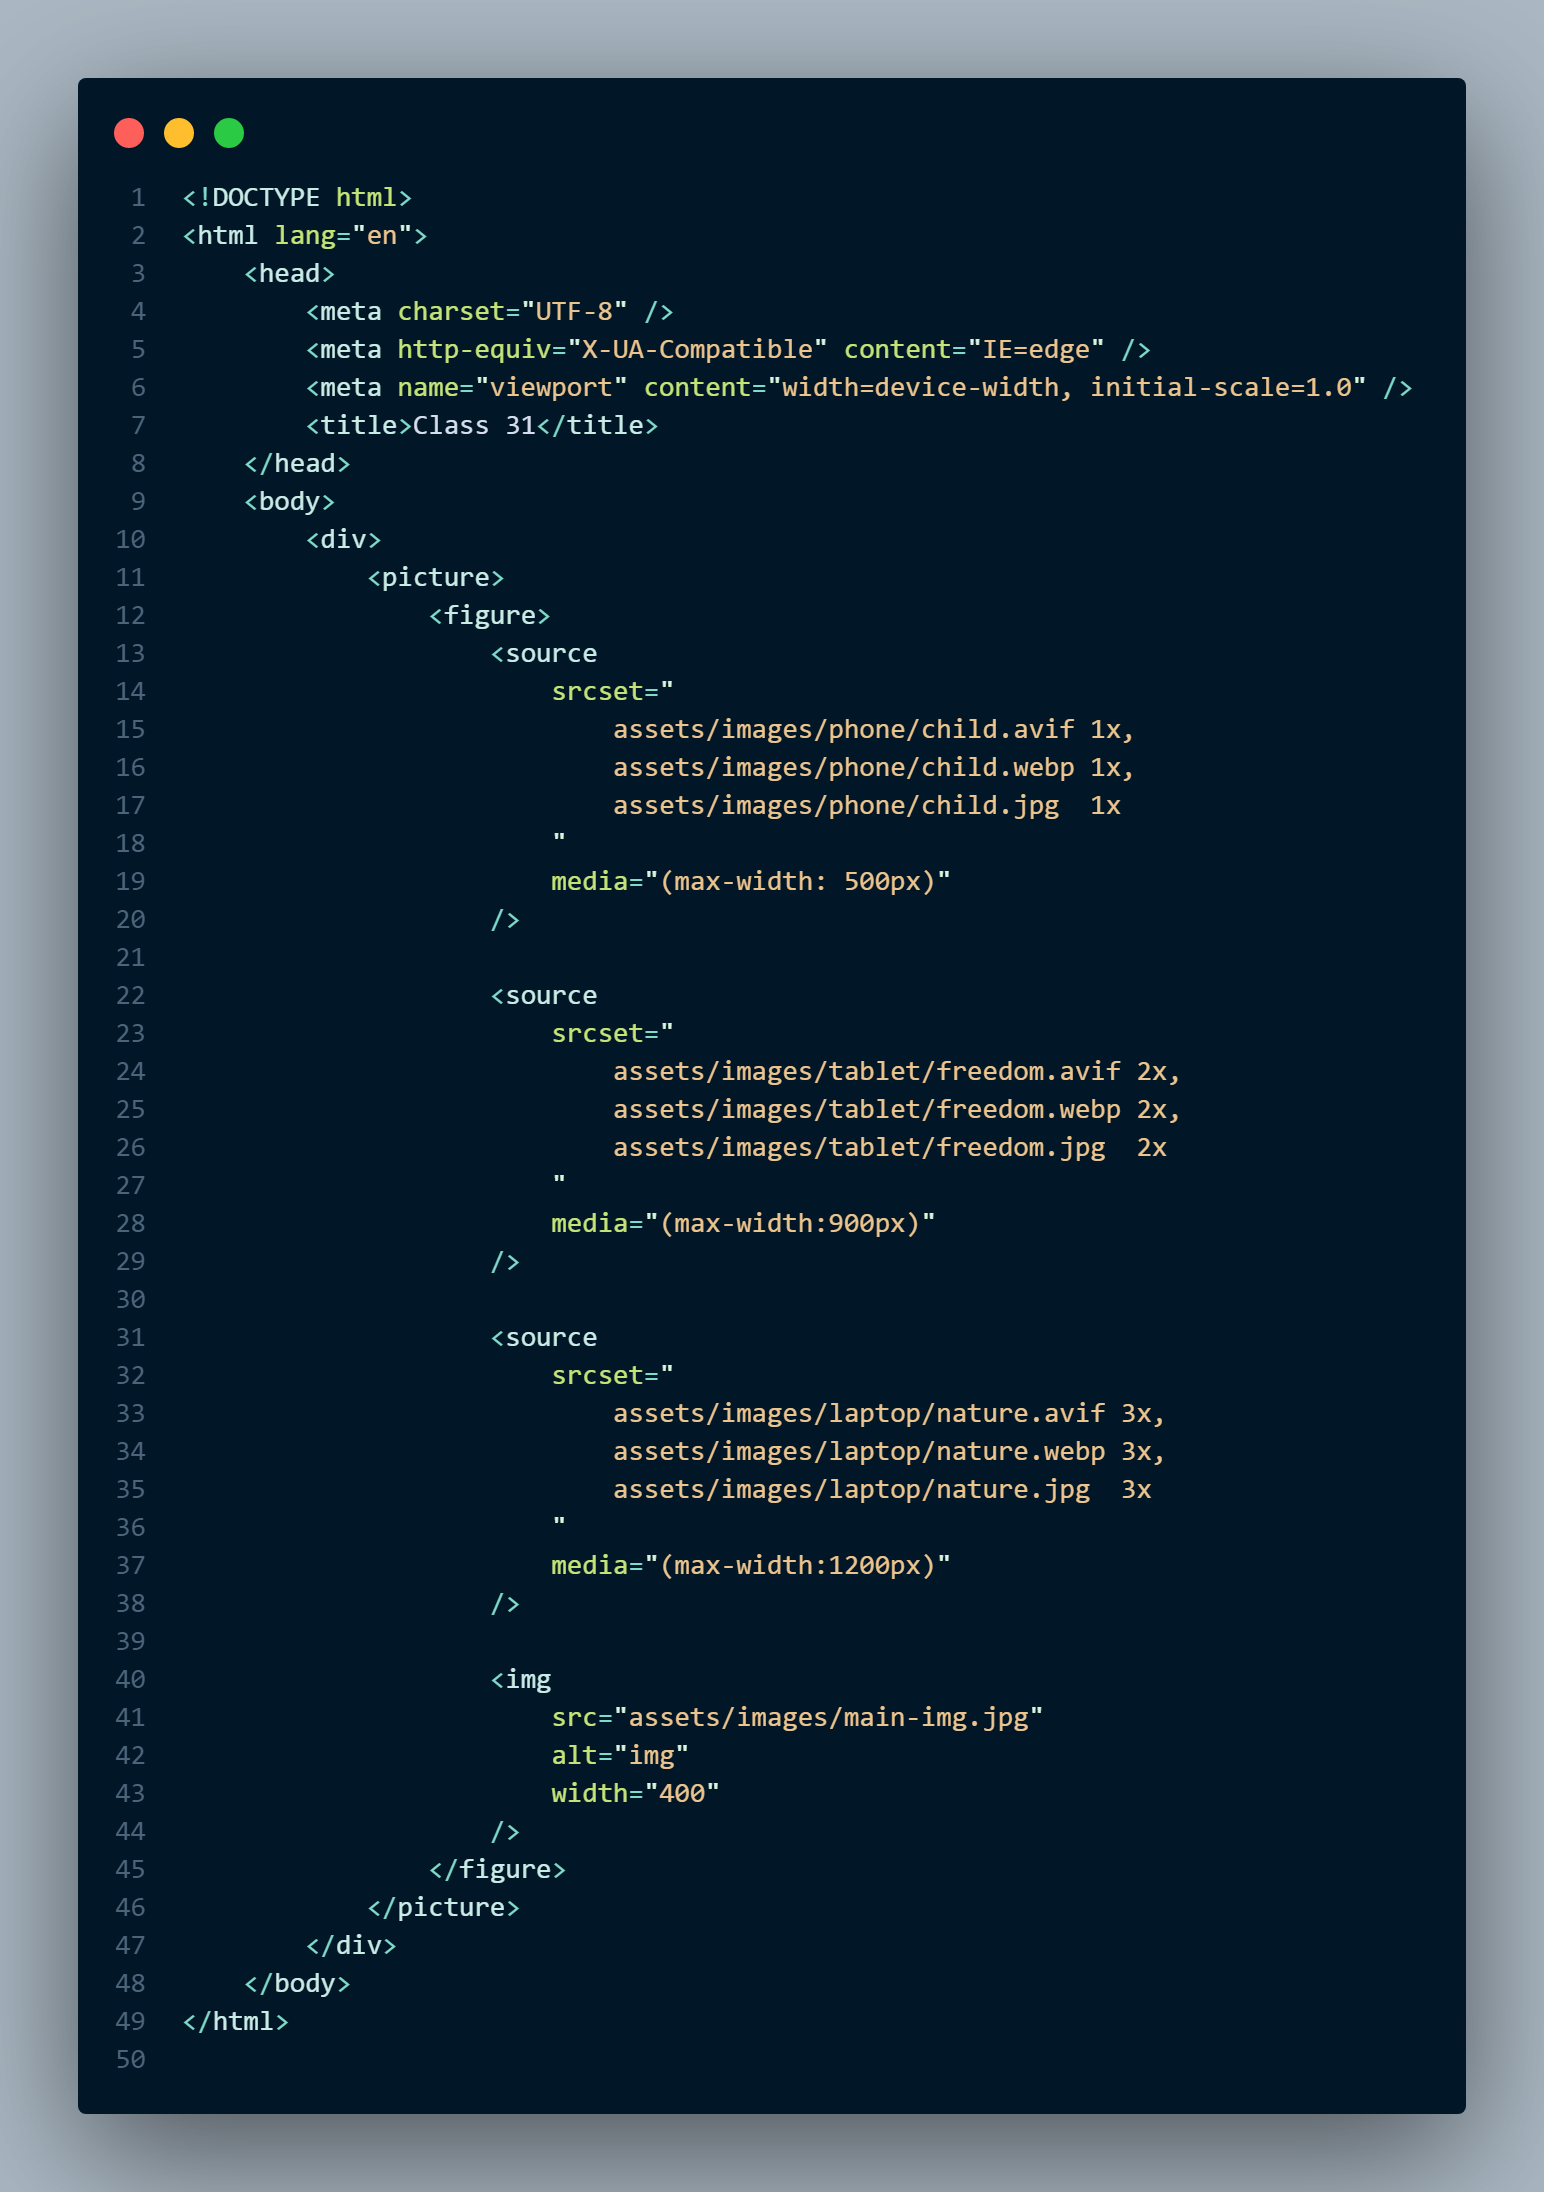 1 <!DOCTYPE html>
2 <html lang="en">
3     <head>
4         <meta charset="UTF-8" />
5         <meta http-equiv="X-UA-Compatible" content="IE=edge" />
6         <meta name="viewport" content="width=device-width, initial-scale=1.0" />
7         <title>Class 31</title>
8     </head>
9     <body>
10         <div>
11             <picture>
12                 <figure>
13                     <source
14                         srcset="
15                             assets/images/phone/child.avif 1x,
16                             assets/images/phone/child.webp 1x,
17                             assets/images/phone/child.jpg  1x
18                         "
19                         media="(max-width: 500px)"
20                     />
21
22                     <source
23                         srcset="
24                             assets/images/tablet/freedom.avif 2x,
25                             assets/images/tablet/freedom.webp 2x,
26                             assets/images/tablet/freedom.jpg  2x
27                         "
28                         media="(max-width:900px)"
29                     />
30
31                     <source
32                         srcset="
33                             assets/images/laptop/nature.avif 3x,
34                             assets/images/laptop/nature.webp 3x,
35                             assets/images/laptop/nature.jpg  3x
36                         "
37                         media="(max-width:1200px)"
38                     />
39
40                     <img
41                         src="assets/images/main-img.jpg"
42                         alt="img"
43                         width="400"
44                     />
45                 </figure>
46             </picture>
47         </div>
48     </body>
49 </html>
50